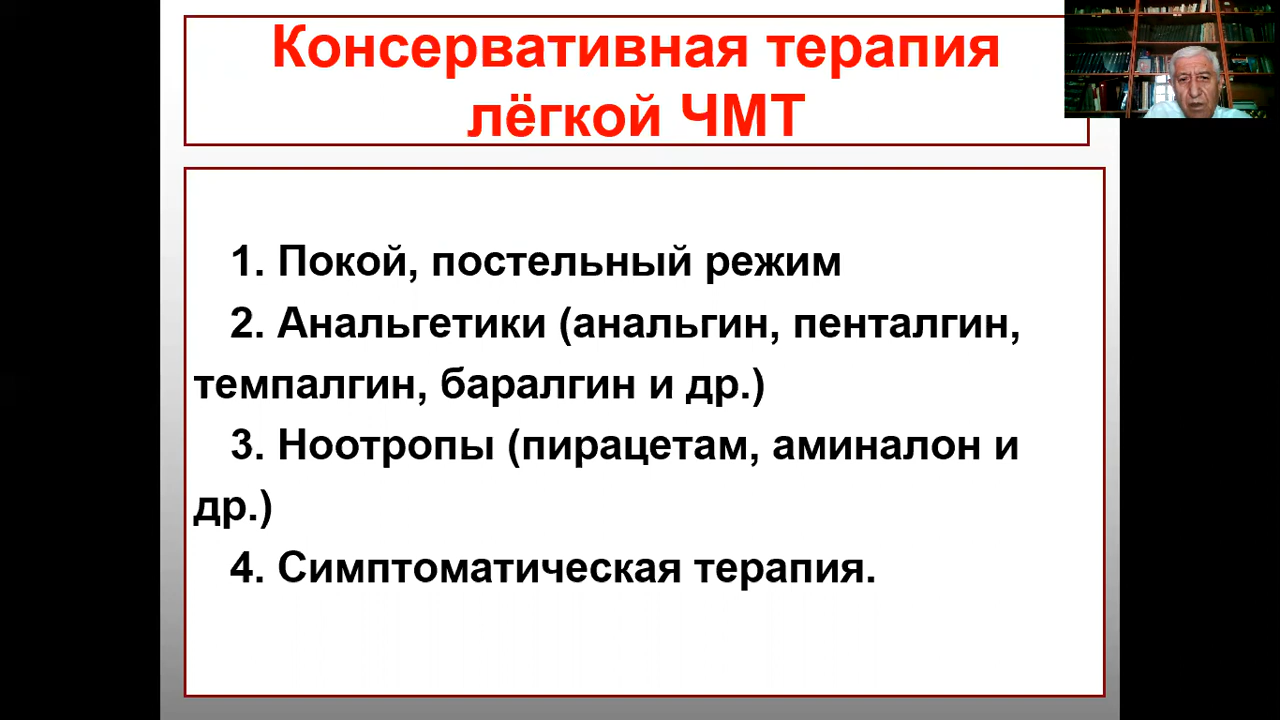 Консервативная терапия
лёгкой ЧМТ
1. Покой, постельный режим
2. Анальгетики (анальгин, пенталгин,
темпалгин, баралгин и др.)
3. Ноотропы (пирацетам, аминалон и
др.)
4. Симптоматическая терапия.